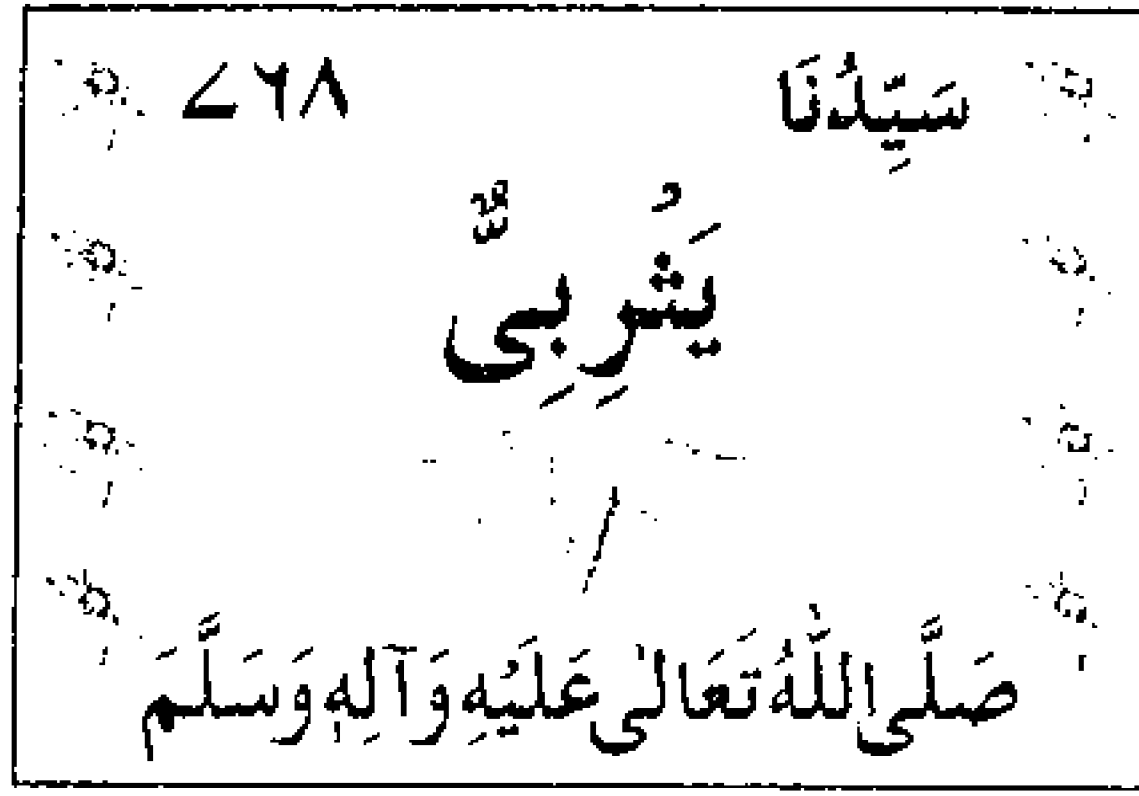 سَيِّدُنَا ٧٦٨
يَثْرِبِىٌّ
صَلَّى اللّٰهُ تَعَالٰى عَلَيْهِ وَآلِهٖ وَسَلَّمَ